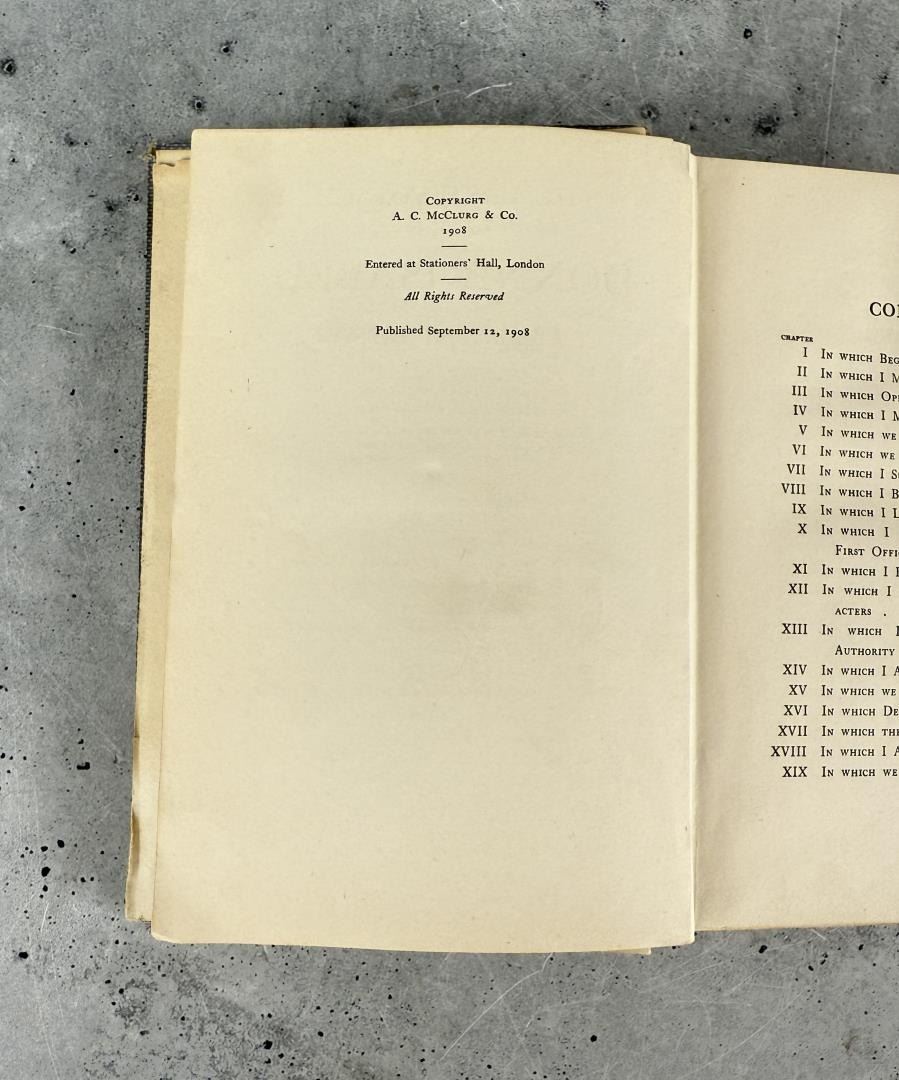 COPYRIGHT
A. C. MCCLURG & CO.
1908
Entered at Stationers' Hall, London
All Rights Reserved
Published September 12, 1908
CHAPTER
I IN WHICH
II IN WHICH I
III IN WHICH
IV IN WHICH I
V IN WHICH WE
VI IN WHICH WE
VII IN WHICH I
VIII IN WHICH I
IX IN WHICH I
X IN WHICH I
FIRST
XI IN WHICH I
XII IN WHICH I
ACTERS .
XIII IN WHICH I
AUTHORITY
XIV IN WHICH I
XV IN WHICH WE
XVI IN WHICH
XVII IN WHICH
XVIII IN WHICH I
XIX IN WHICH WE